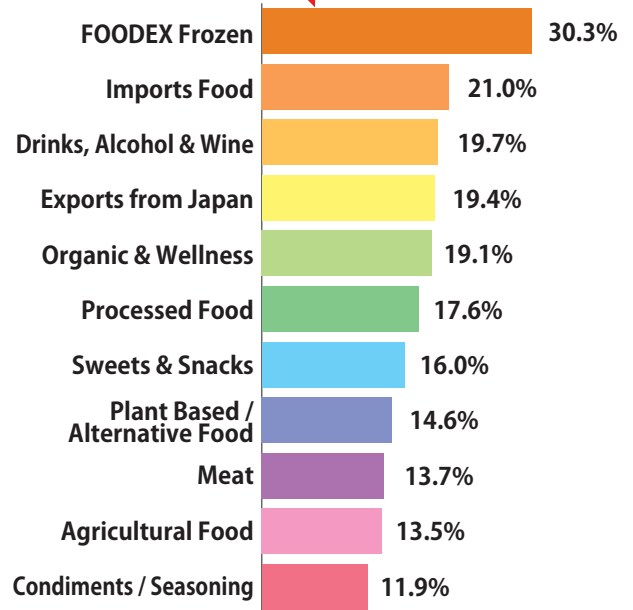 FOODEX Frozen 30.3%
Imports Food 21.0%
Drinks, Alcohol & Wine 19.7%
Exports from Japan 19.4%
Organic & Wellness 19.1%
Processed Food 17.6%
Sweets & Snacks 16.0%
Plant Based /
Alternative Food 14.6%
Meat 13.7%
Agricultural Food 13.5%
Condiments / Seasoning 11.9%